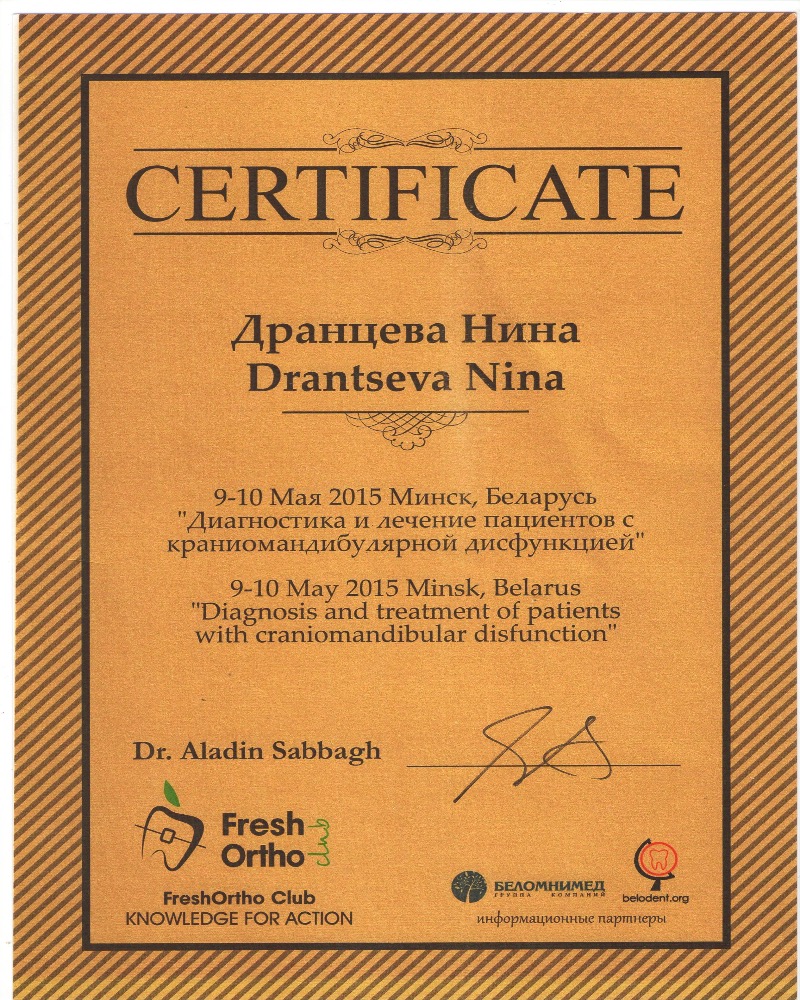 CERTIFICATE
Дранцева Нина
Drantseva Nina
9-10 Мая 2015 Минск, Беларусь
"Диагностика и лечение пациентов с
краниомандибулярной дисфункцией"
9-10 May 2015 Minsk, Belarus
"Diagnosis and treatment of patients
with craniomandibular disfunction"
Dr. Aladin Sabbagh
Fresh
Ortho club
FreshOrtho Club
KNOWLEDGE FOR ACTION
БЕЛОМНИМЕД
ГРУППА КОМПАНИЙ
belodent.org
информационные партнеры